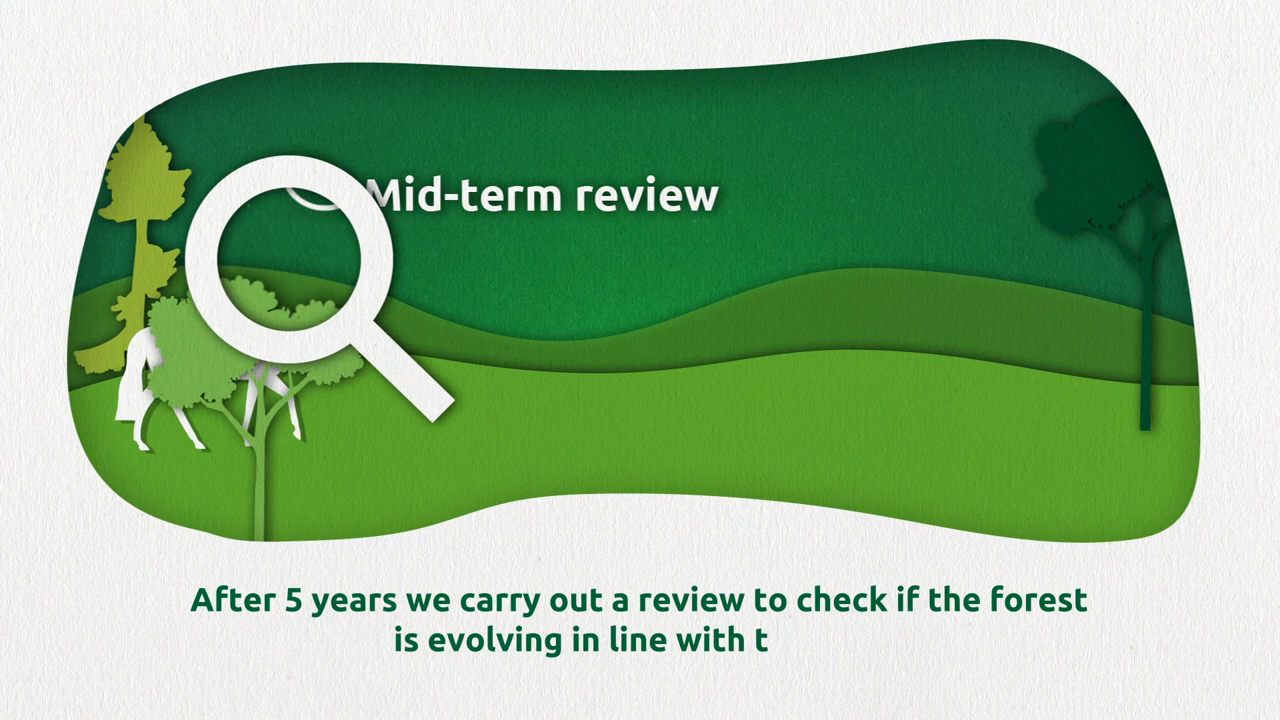 Mid-term review
After 5 years we carry out a review to check if the forest
is evolving in line with t